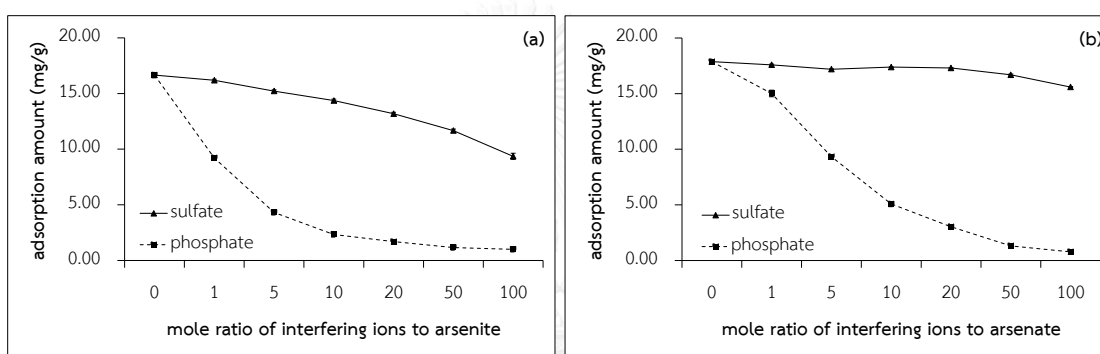 (a)
adsorption amount (mg/g)
20.00
15.00
10.00
5.00
0.00
sulfate
phosphate
0 1 5 10 20 50 100
mole ratio of interfering ions to arsenite
(b)
adsorption amount (mg/g)
20.00
15.00
10.00
5.00
0.00
sulfate
phosphate
0 1 5 10 20 50 100
mole ratio of interfering ions to arsenate